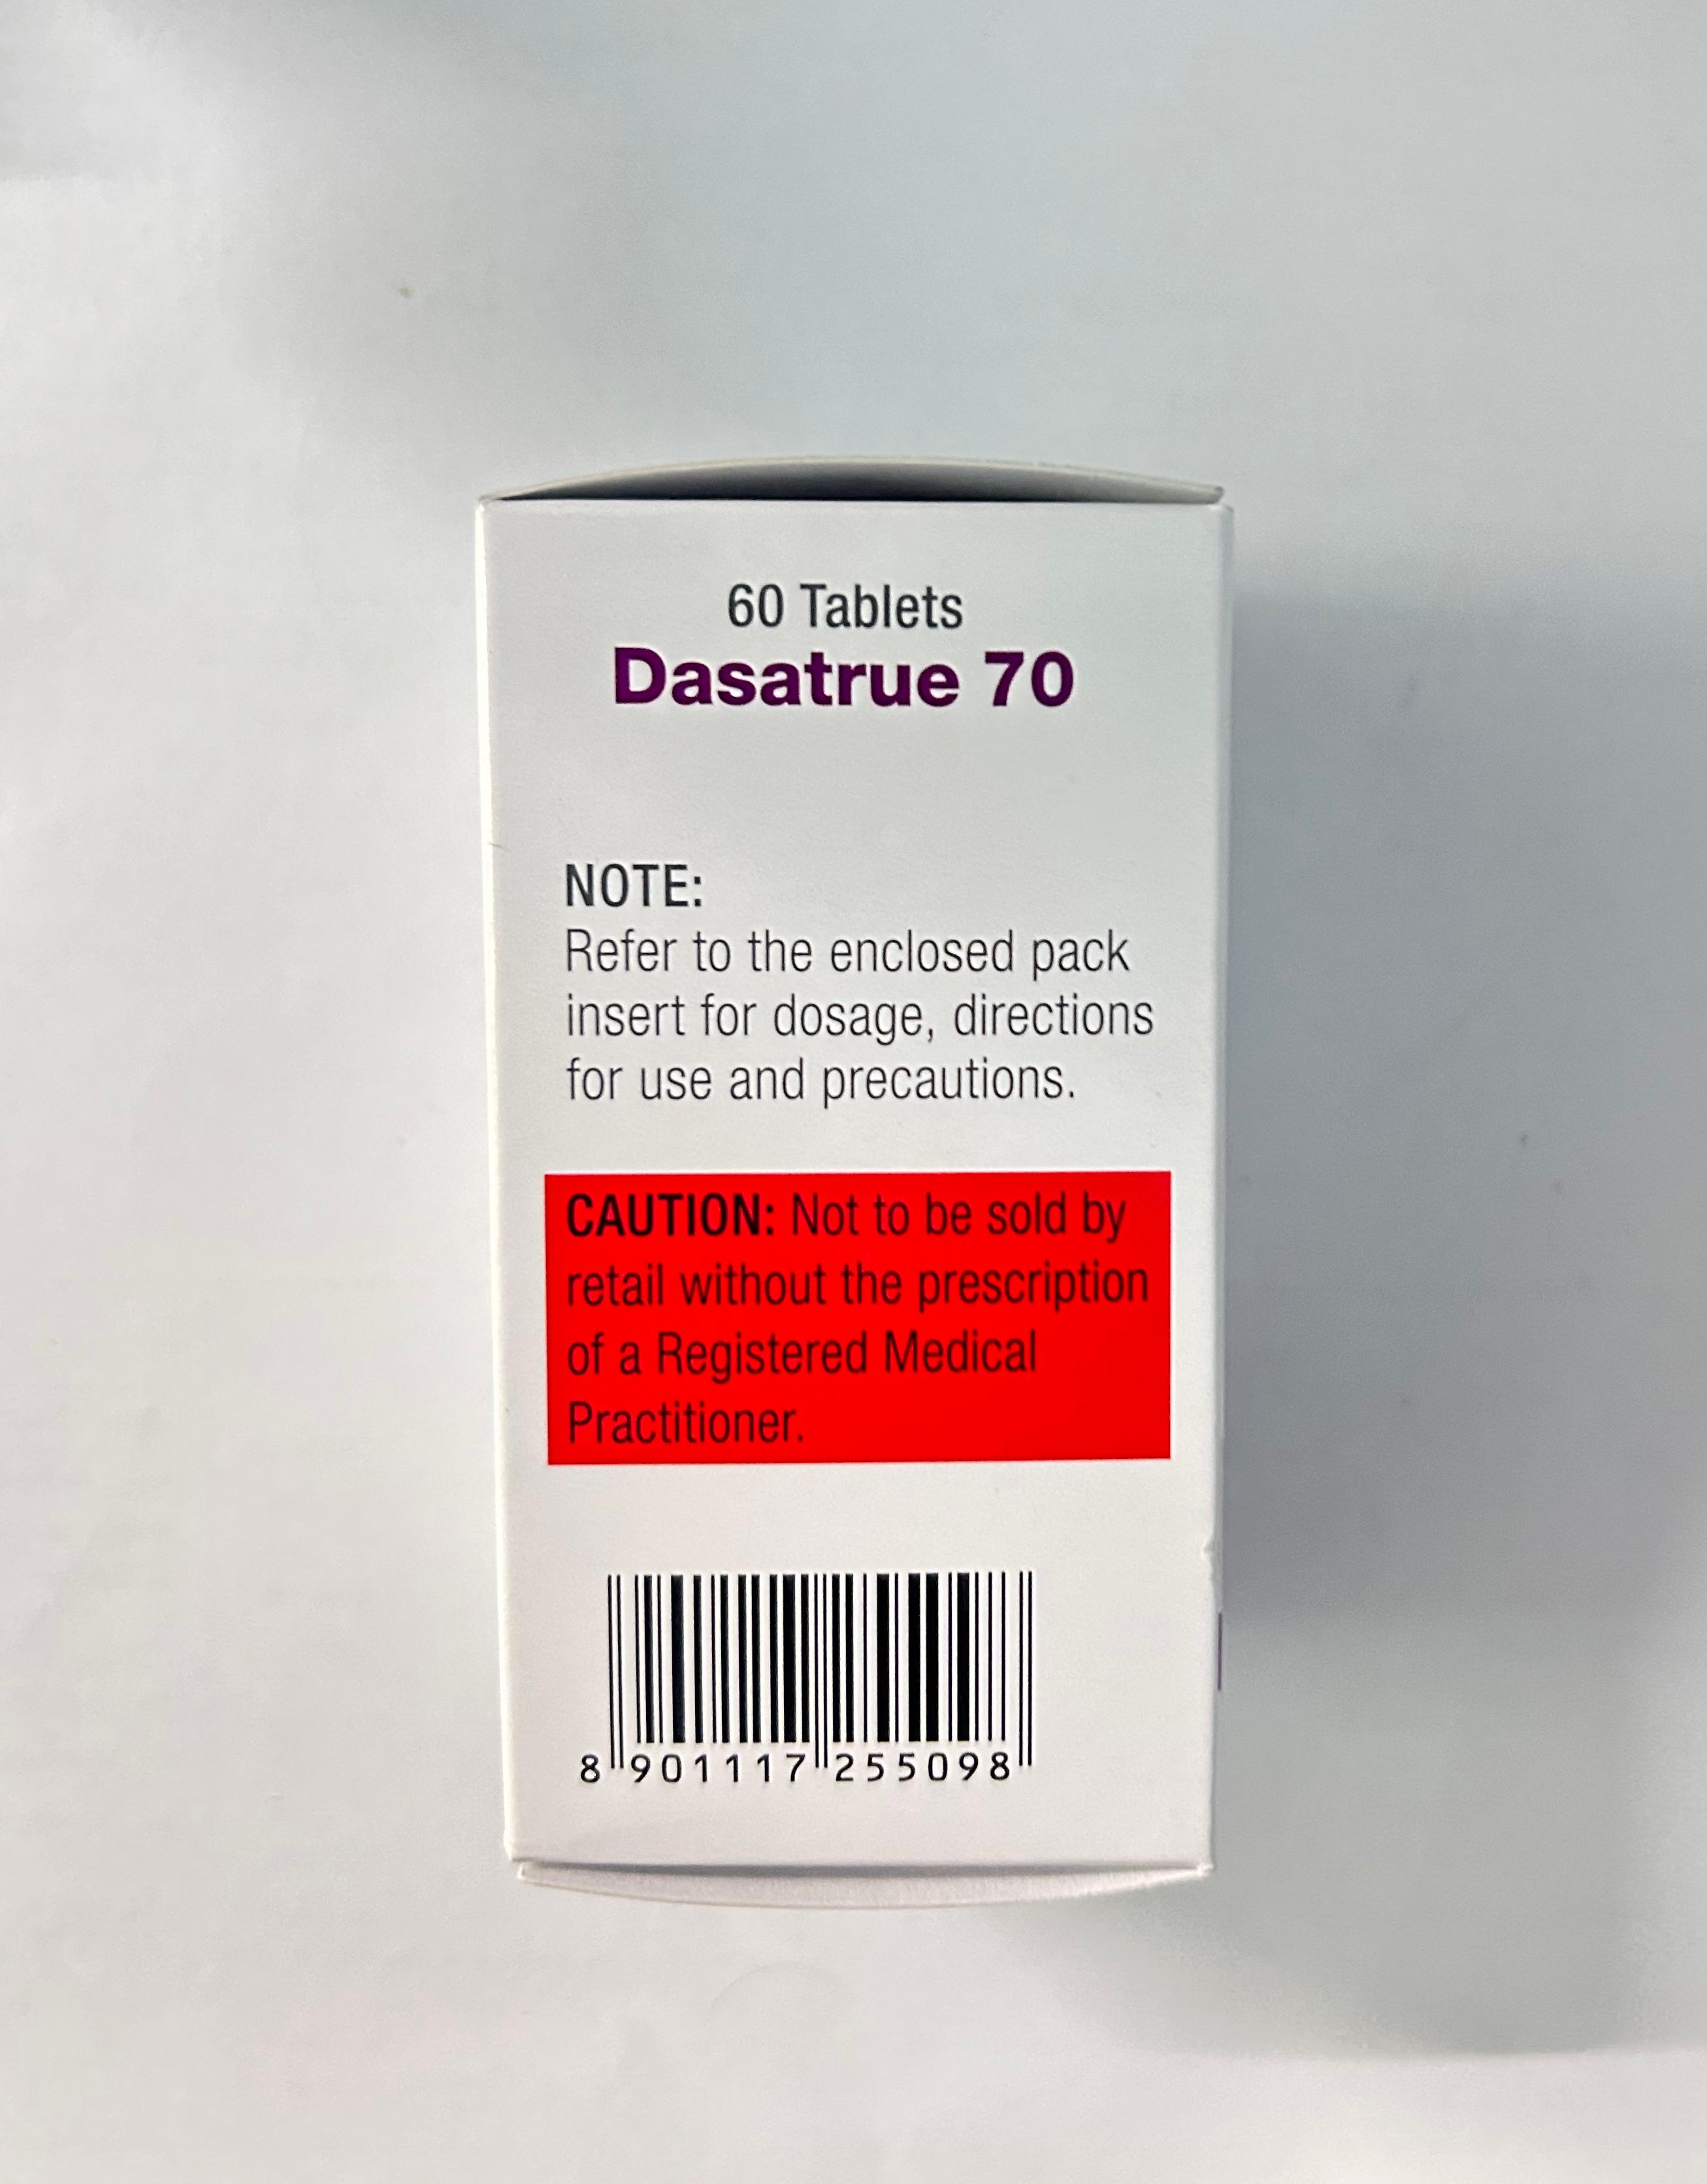 60 Tablets
Dasatrue 70
NOTE:
Refer to the enclosed pack
insert for dosage, directions
for use and precautions.
CAUTION: Not to be sold by
retail without the prescription
of a Registered Medical
Practitioner.
8 901117 255098